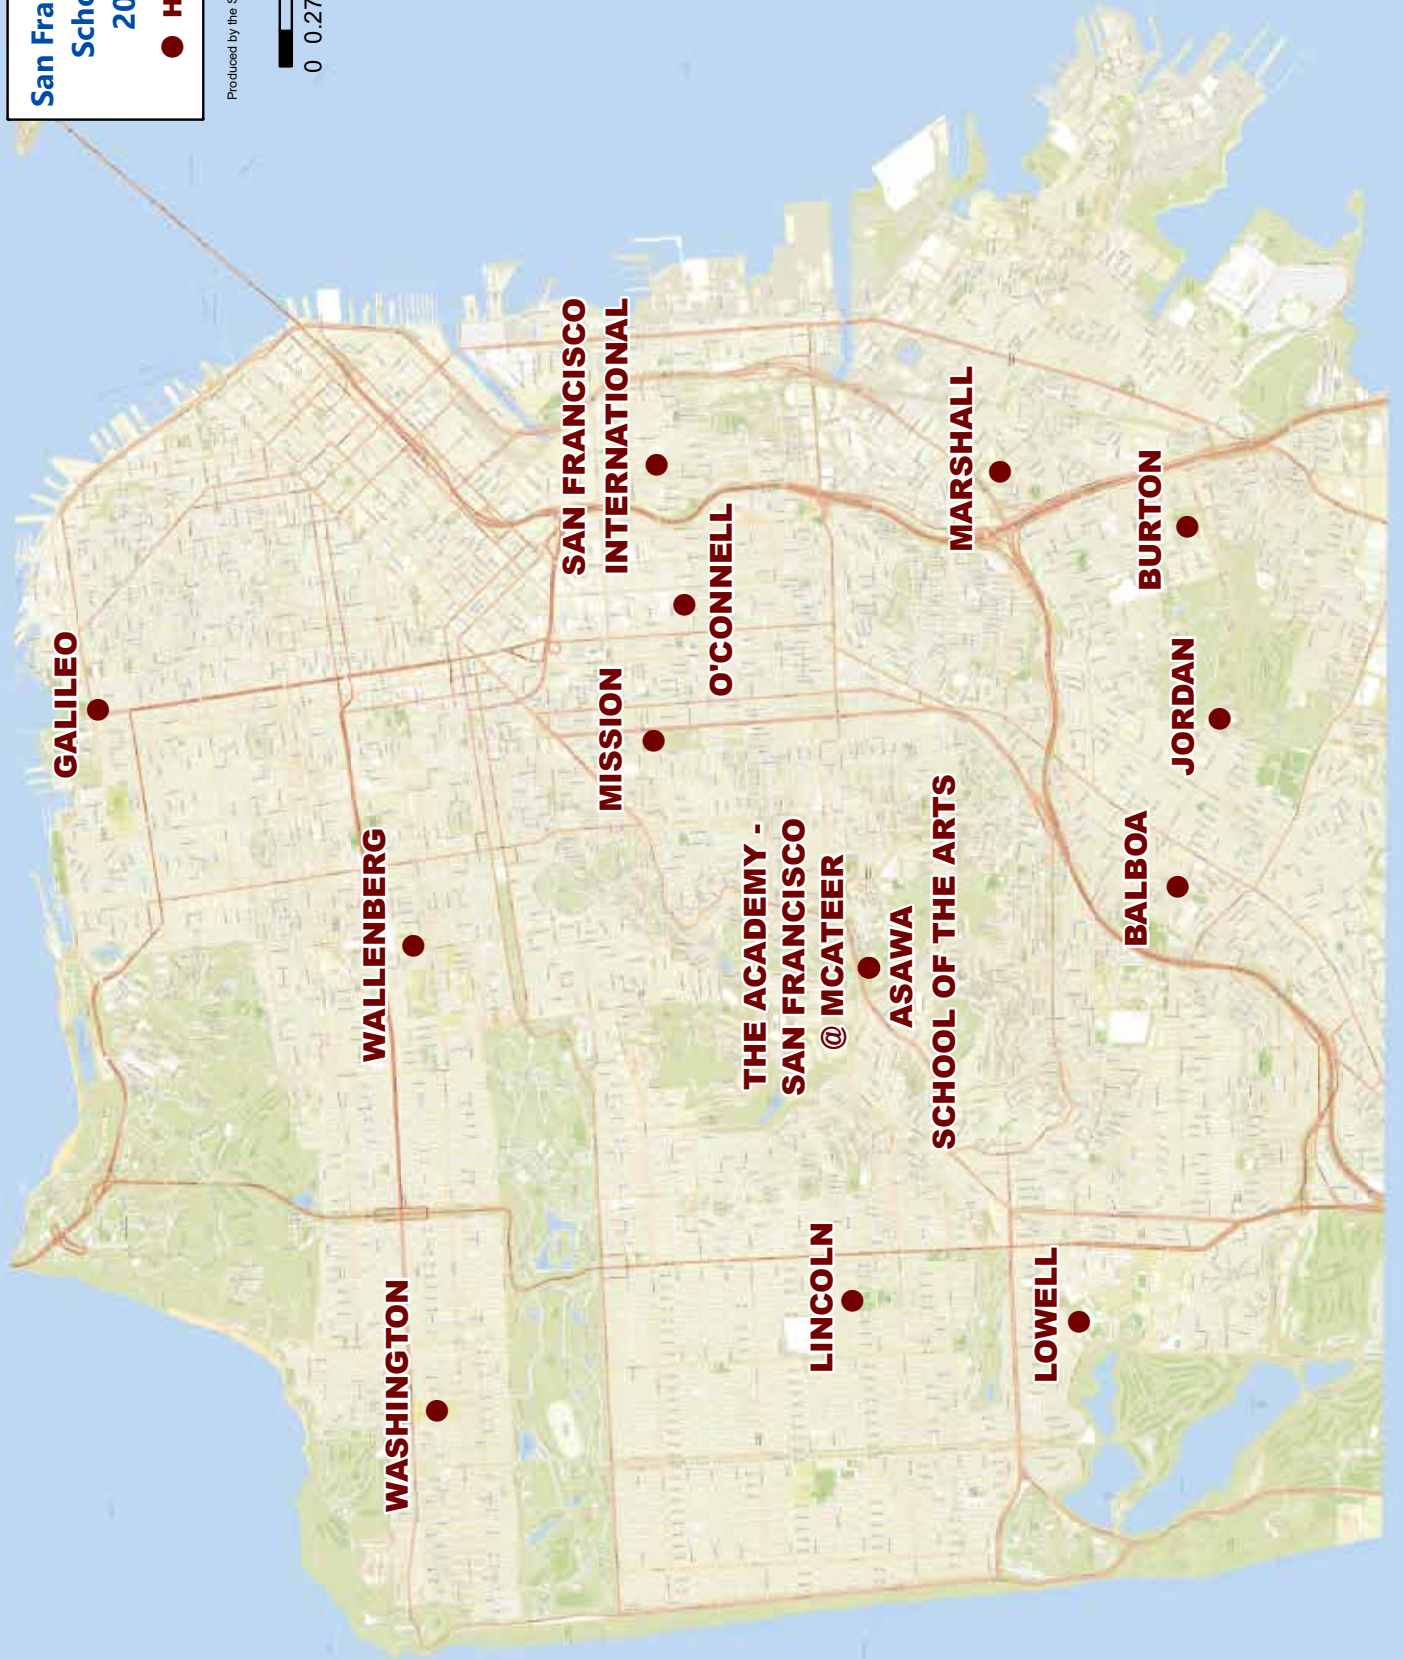 San Fra
Scho
20
H
Produced by the S
0 0.27
GALILEO
WALLENBERG
WASHINGTON
SAN FRANCISCO
INTERNATIONAL
O'CONNELL
MISSION
THE ACADEMY -
SAN FRANCISCO
@ MCATEER
ASAWA
SCHOOL OF THE ARTS
LINCOLN
LOWELL
MARSHALL
BURTON
JORDAN
BALBOA